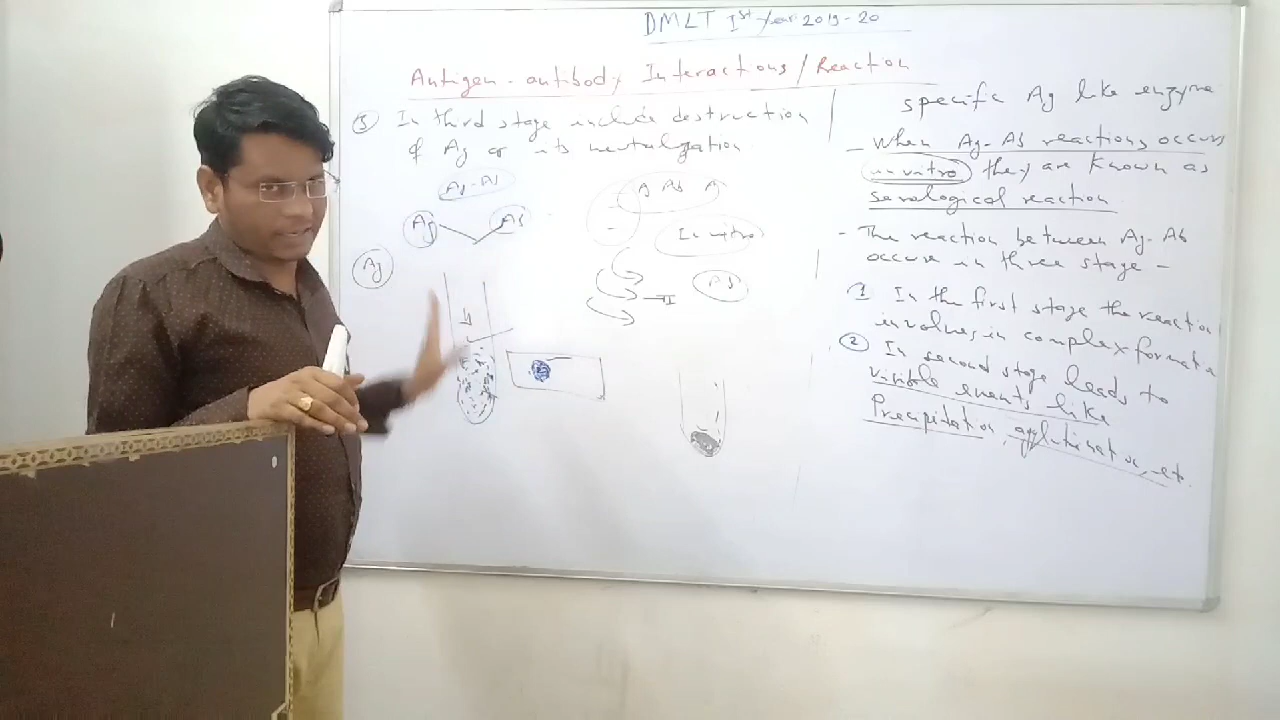 DMLT Ist Year 2019-20
Antigen-antibody Interactions/Reaction
③ In third stage include destruction
of Ag or its neutralization
Ag-Ab
Ag Ab
Ag
Ab
In vitro
Ab
II
specific Ag like enzyme
- When Ag-Ab reactions occurs
in vitro they are known as
serological reaction
- The reaction between Ag-Ab
occure in three stage -
1 In the first stage the reaction
involves in complex formation
② In second stage leads to
visible events like
Precipitation, agglutination, etc.